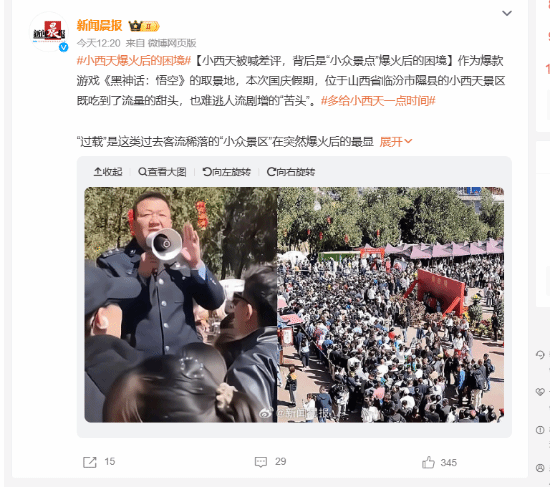 新闻晨报
今天 12:20 来自 微博网页版
#小西天爆火后的困境#【小西天被喊差评，背后是“小众景点”爆火后的困境】作为爆款
游戏《黑神话：悟空》的取景地，本次国庆假期，位于山西省临汾市隰县的小西天景区
既吃到了流量的甜头，也难逃人流剧增的“苦头”。#多给小西天一点时间#
“过载”是这类过去客流稀落的“小众景区”在突然爆火后的最显 展开
收起 查看大图 向左旋转 向右旋转
15 29 345